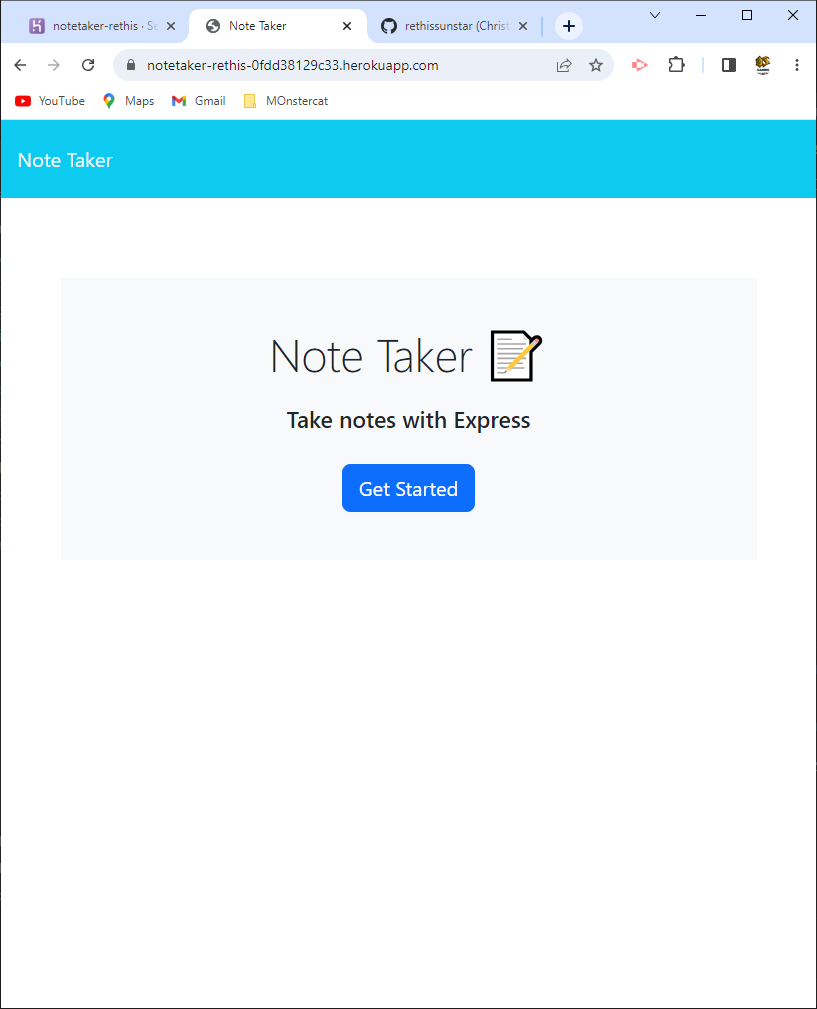 notetaker-rethis · Se
Note Taker
rethissunstar (Christ
notetaker-rethis-0fdd38129c33.herokuapp.com
YouTube
Maps
Gmail
MOnstercat
Note Taker
Note Taker
Take notes with Express
Get Started